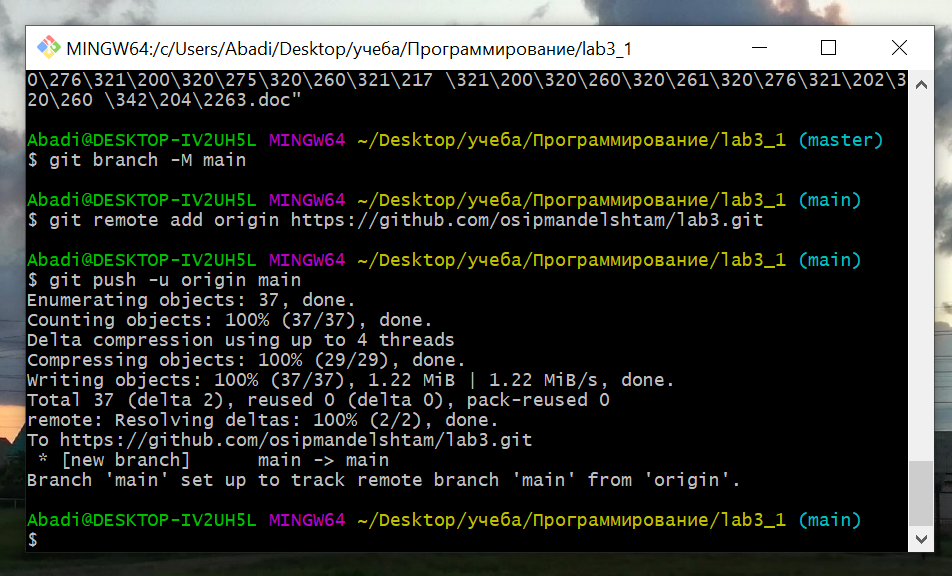 MINGW64:/c/Users/Abadi/Desktop/учеба/Программирование/lab3_1
0\276\321\200\320\275\320\260\321\217 \321\200\320\260\320\261\320\276\321\202\3
20\260 \342\204\2263.doc"
Abadi@DESKTOP-IV2UH5L MINGW64 ~/Desktop/учеба/Программирование/lab3_1 (master)
$ git branch -M main
Abadi@DESKTOP-IV2UH5L MINGW64 ~/Desktop/учеба/Программирование/lab3_1 (main)
$ git remote add origin https://github.com/osipmandelshtam/lab3.git
Abadi@DESKTOP-IV2UH5L MINGW64 ~/Desktop/учеба/Программирование/lab3_1 (main)
$ git push -u origin main
Enumerating objects: 37, done.
Counting objects: 100% (37/37), done.
Delta compression using up to 4 threads
Compressing objects: 100% (29/29), done.
Writing objects: 100% (37/37), 1.22 MiB | 1.22 MiB/s, done.
Total 37 (delta 2), reused 0 (delta 0), pack-reused 0
remote: Resolving deltas: 100% (2/2), done.
To https://github.com/osipmandelshtam/lab3.git
 * [new branch]      main -> main
Branch 'main' set up to track remote branch 'main' from 'origin'.
Abadi@DESKTOP-IV2UH5L MINGW64 ~/Desktop/учеба/Программирование/lab3_1 (main)
$